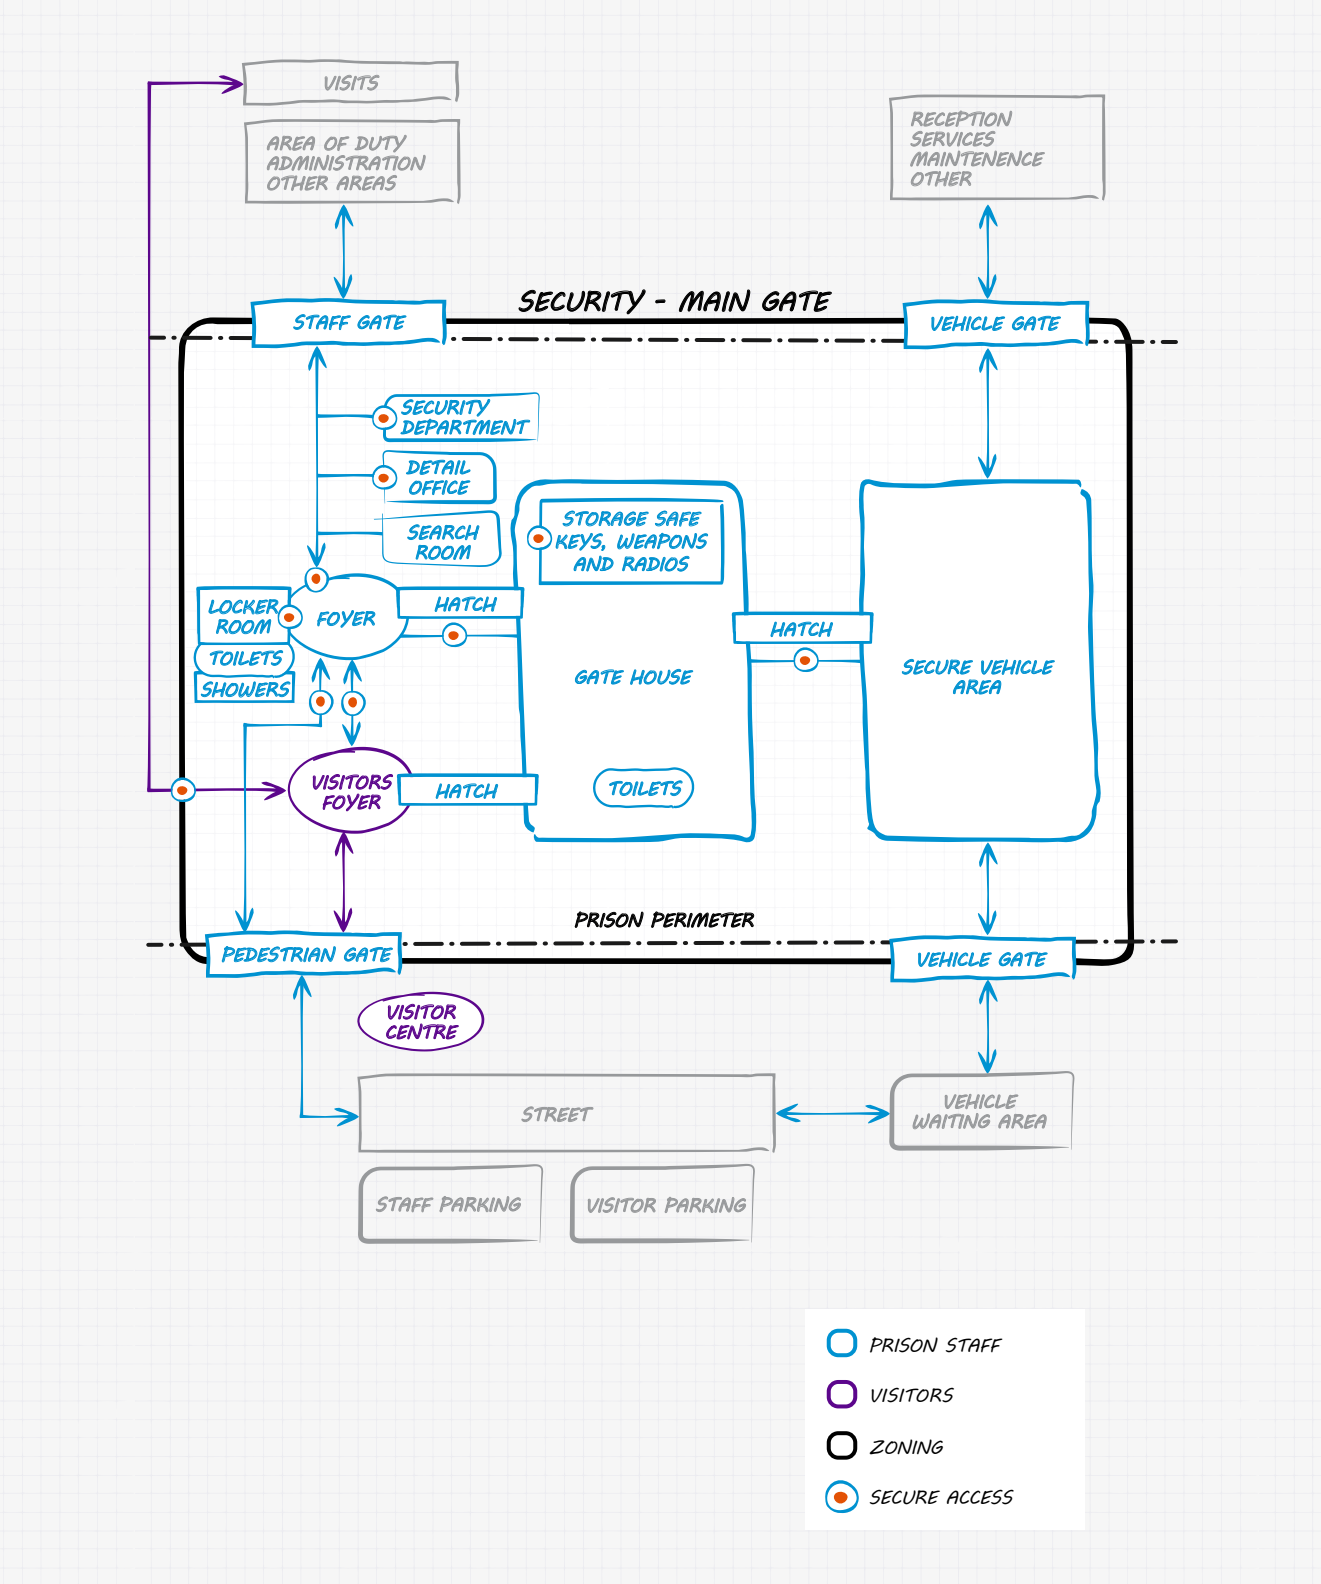 VISITS
AREA OF DUTY
ADMINISTRATION
OTHER AREAS
RECEPTION
SERVICES
MAINTENENCE
OTHER
SECURITY - MAIN GATE
STAFF GATE
VEHICLE GATE
SECURITY
DEPARTMENT
DETAIL
OFFICE
SEARCH
ROOM
STORAGE SAFE
KEYS, WEAPONS
AND RADIOS
LOCKER
ROOM
TOILETS
SHOWERS
FOYER
HATCH
HATCH
GATE HOUSE
SECURE VEHICLE
AREA
VISITORS
FOYER
HATCH
TOILETS
PRISON PERIMETER
PEDESTRIAN GATE
VEHICLE GATE
VISITOR
CENTRE
STREET
VEHICLE
WAITING AREA
STAFF PARKING
VISITOR PARKING
PRISON STAFF
VISITORS
ZONING
SECURE ACCESS